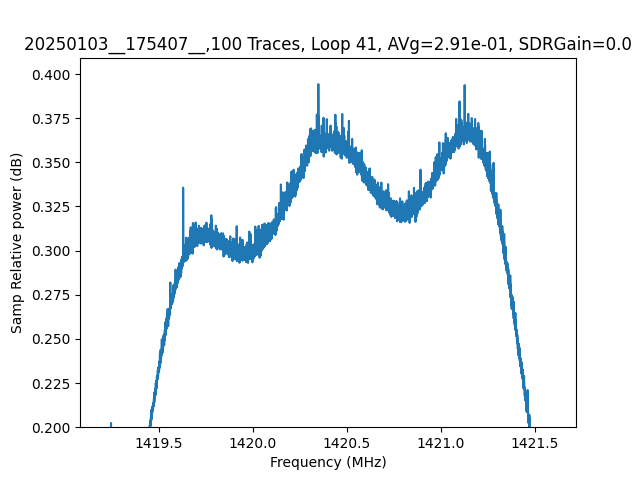 20250103__175407__,100 Traces, Loop 41, AVg=2.91e-01, SDRGain=0.0
Samp Relative power (dB)
0.400
0.375
0.350
0.325
0.300
0.275
0.250
0.225
0.200
1419.5 1420.0 1420.5 1421.0 1421.5
Frequency (MHz)